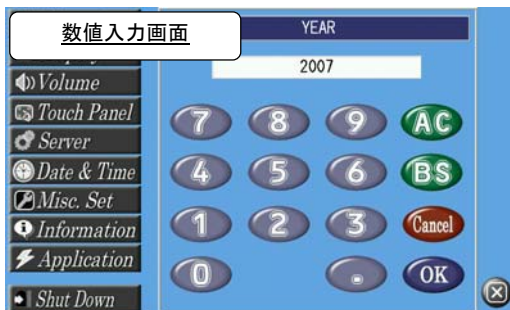 数値入力画面
YEAR
2007
Volume
Touch Panel
Server
Date & Time
Misc. Set
Information
Application
Shut Down
7 8 9 AC
4 5 6 BS
1 2 3 Cancel
0 . OK